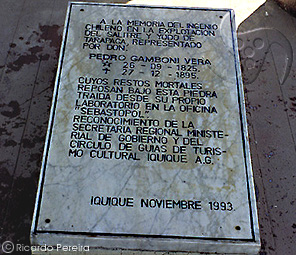 A LA MEMORIA DEL INGENIO
CHILENO EN LA EXPLOTACION
DEL SALITRE Y YUDO DE
TARAPACA, REPRESENTADO
POR DON.
PEDRO GAMBONI VERA
* 26 - 09 - 1825.
† 27 - 12 - 1895.
CUYOS RESTOS MORTALES
REPOSAN BAJO ESTA PIEDRA
TRAIDA DESDE SU PROPIO
LABORATORIO EN LA OFICINA
"SEBASTOPOL".
RECONOCIMIENTO DE LA
SECRETARIA REGIONAL MINISTE-
RIAL DE GOBIERNO Y DEL
CIRCULO DE GUIAS DE TURIS-
MO CULTURAL IQUIQUE A.G.
IQUIQUE NOVIEMBRE 1993.
© Ricardo Pereira